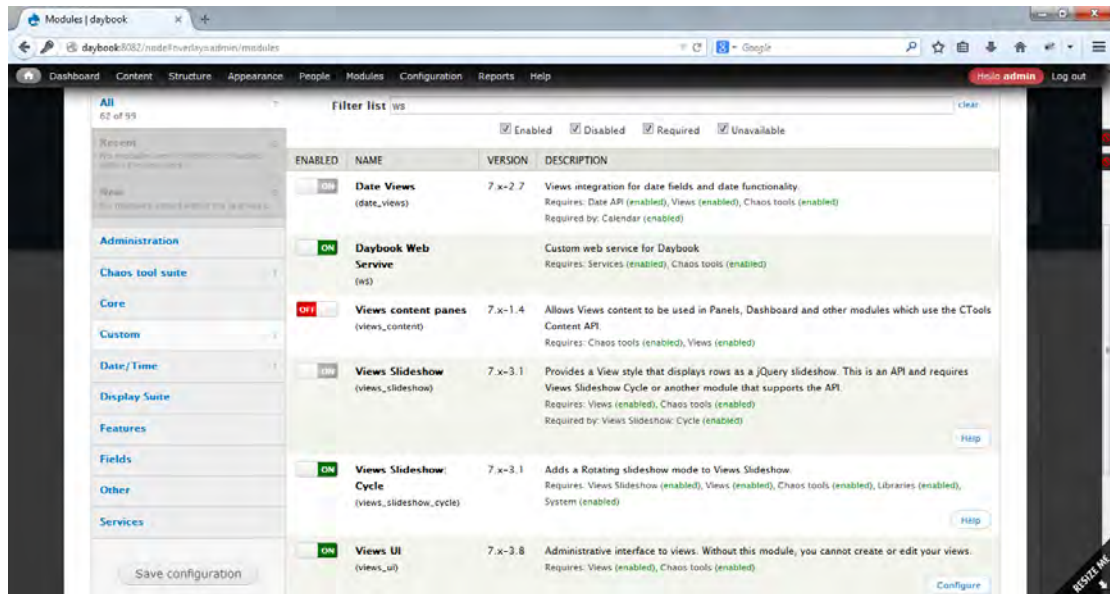 Modules | daybook
daybook:8082/node#overlay=admin/modules
Google
Dashboard Content Structure Appearance People Modules Configuration Reports Help
Hello admin Log out
All
62 of 99
Filter list ws
clear
Enabled Disabled Required Unavailable
Recent
New
ENABLED NAME VERSION DESCRIPTION
ON Date Views 7.x-2.7 Views integration for date fields and date functionality.
(date_views) Requires: Date API (enabled), Views (enabled), Chaos tools (enabled)
Required by: Calendar (enabled)
Administration
ON Daybook Web Custom web service for Daybook
Servive Requires: Services (enabled), Chaos tools (enabled)
(ws)
Chaos tool suite
Core
OFF Views content panes 7.x-1.4 Allows Views content to be used in Panels, Dashboard and other modules which use the CTools
(views_content) Content API.
Requires: Chaos tools (enabled), Views (enabled)
Custom
Date/Time
ON Views Slideshow 7.x-3.1 Provides a View style that displays rows as a jQuery slideshow. This is an API and requires
(views_slideshow) Views Slideshow Cycle or another module that supports the API.
Requires: Views (enabled), Chaos tools (enabled)
Required by: Views Slideshow: Cycle (enabled)
Help
Display Suite
Features
Fields
ON Views Slideshow: 7.x-3.1 Adds a Rotating slideshow mode to Views Slideshow.
Cycle Requires: Views Slideshow (enabled), Views (enabled), Chaos tools (enabled), Libraries (enabled),
(views_slideshow_cycle) System (enabled)
Help
Other
Services
ON Views UI 7.x-3.8 Administrative interface to views. Without this module, you cannot create or edit your views.
(views_ui) Requires: Views (enabled), Chaos tools (enabled)
Configure
Save configuration
RESIZE ME